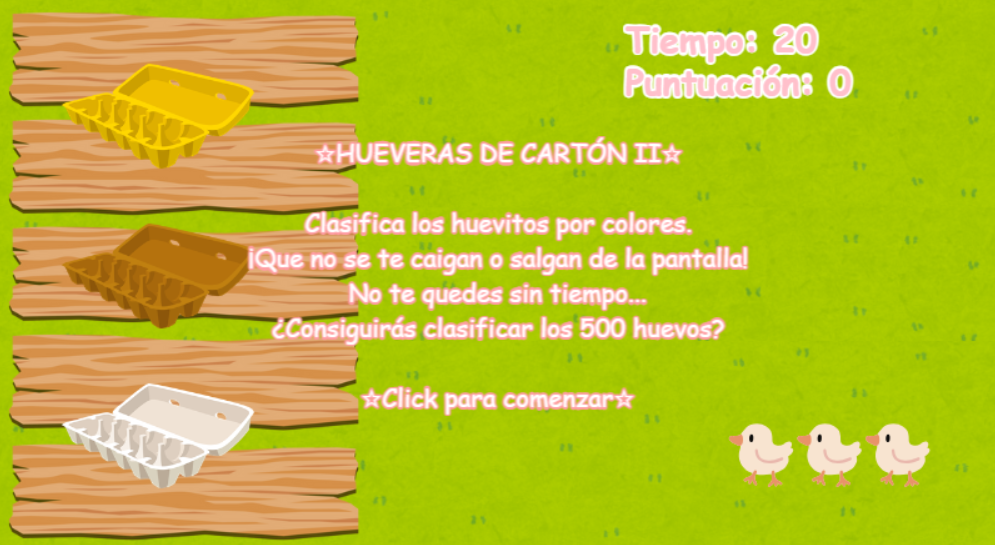 Tiempo: 20
Puntuación: 0
☆HUEVERAS DE CARTÓN II☆
Clasifica los huevitos por colores.
¡Que no se te caigan o salgan de la pantalla!
No te quedes sin tiempo...
¿Consiguirás clasificar los 500 huevos?
☆Click para comenzar☆